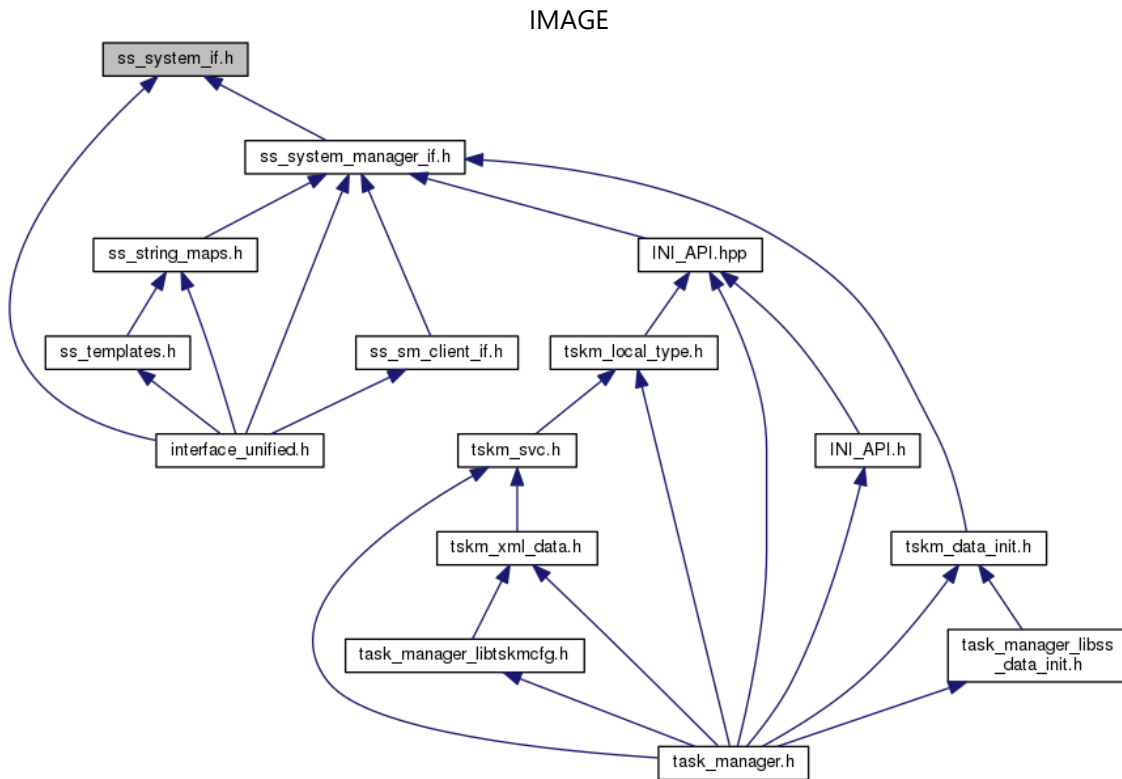 IMAGE
ss_system_if.h
ss_system_manager_if.h
ss_string_maps.h
INI_API.hpp
ss_templates.h
ss_sm_client_if.h
tskm_local_type.h
interface_unified.h
tskm_svc.h
INI_API.h
tskm_xml_data.h
tskm_data_init.h
task_manager_libtskmcfg.h
task_manager_libss
_data_init.h
task_manager.h